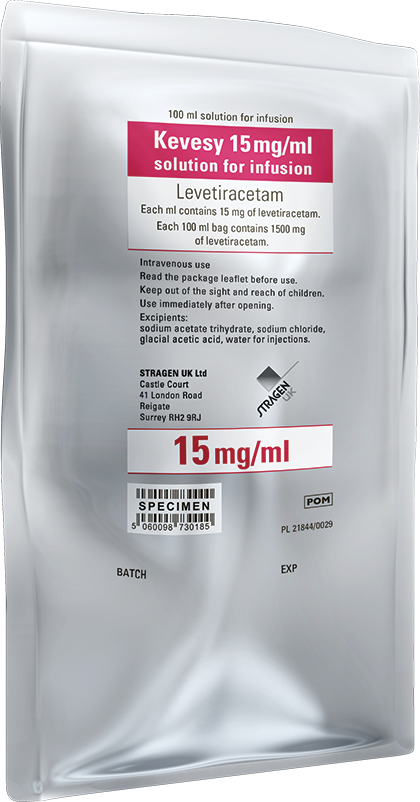 100 ml solution for infusion
Kevesy 15 mg/ml
solution for infusion
Levetiracetam
Each ml contains 15 mg of levetiracetam.
Each 100 ml bag contains 1500 mg
of levetiracetam.
Intravenous use
Read the package leaflet before use.
Keep out of the sight and reach of children.
Use immediately after opening.
Excipients:
sodium acetate trihydrate, sodium chloride,
glacial acetic acid, water for injections.
STRAGEN UK Ltd
Castle Court
41 London Road
Reigate
Surrey RH2 9RJ
STRAGEN
UK
15 mg/ml
SPECIMEN
5 060098 730185
POM
PL 21844/0029
BATCH
EXP